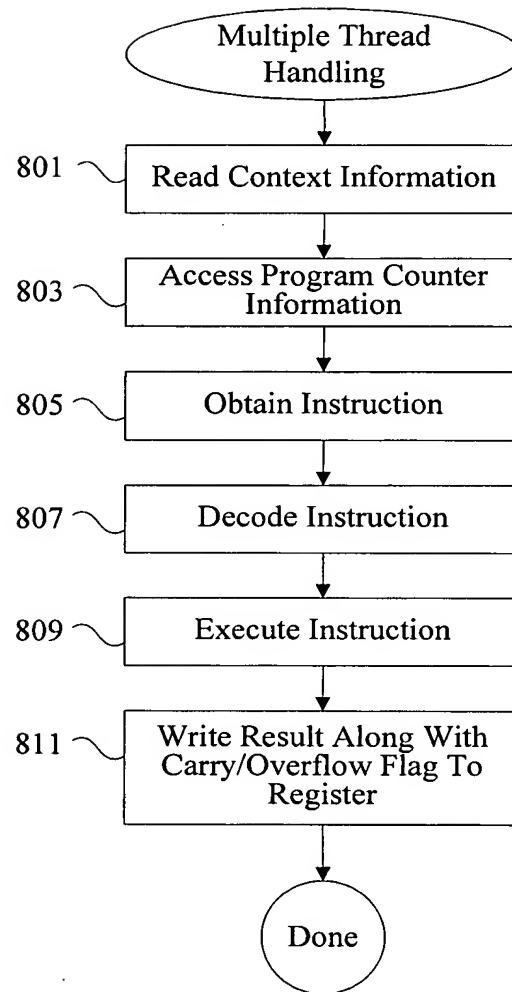 Multiple Thread
Handling
801
Read Context Information
803
Access Program Counter
Information
805
Obtain Instruction
807
Decode Instruction
809
Execute Instruction
811
Write Result Along With
Carry/Overflow Flag To
Register
Done